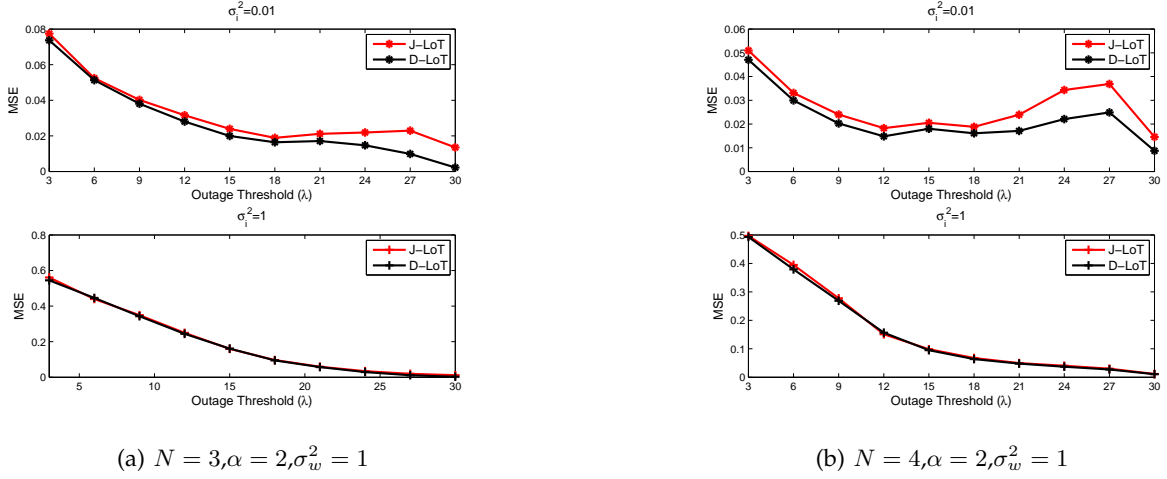 σ_i^2=0.01
0.08
0.06
0.04
0.02
0
MSE
J−LoT
D−LoT
3 6 9 12 15 18 21 24 27 30
Outage Threshold (λ)
σ_i^2=1
0.8
0.6
0.4
0.2
0
MSE
J−LoT
D−LoT
5 10 15 20 25 30
Outage Threshold (λ)
(a) N = 3,α = 2,σ_w^2 = 1
σ_i^2=0.01
0.06
0.05
0.04
0.03
0.02
0.01
0
MSE
J−LoT
D−LoT
3 6 9 12 15 18 21 24 27 30
Outage Threshold (λ)
σ_i^2=1
0.5
0.4
0.3
0.2
0.1
0
MSE
J−LoT
D−LoT
3 6 9 12 15 18 21 24 27 30
Outage Threshold (λ)
(b) N = 4,α = 2,σ_w^2 = 1